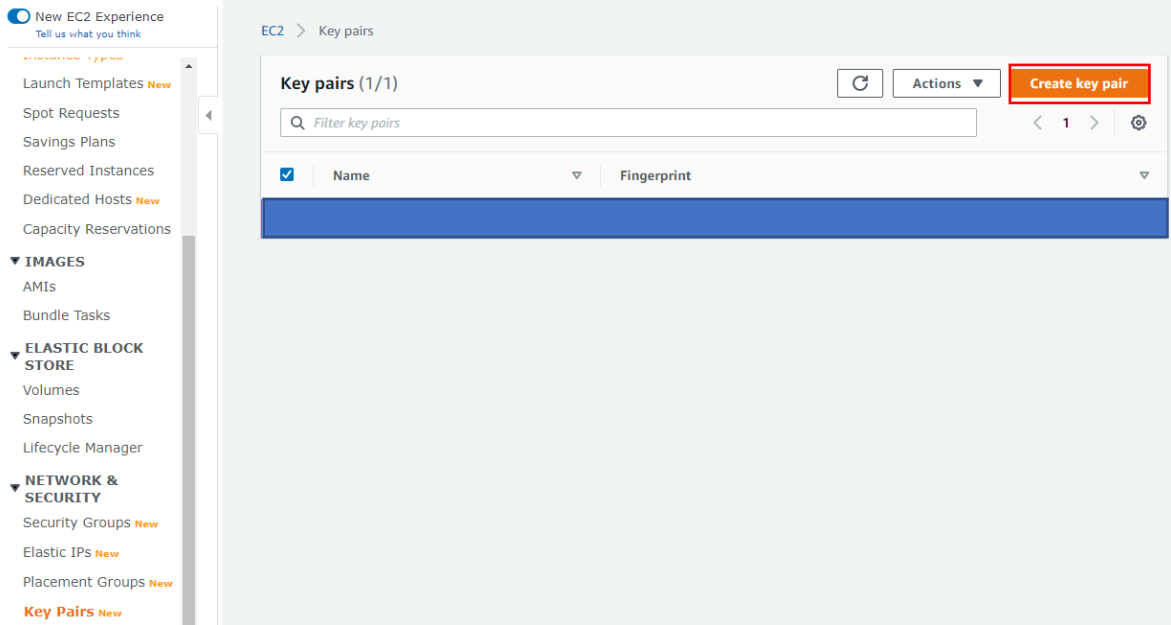 New EC2 Experience
Tell us what you think
Instance Types
Launch Templates New
Spot Requests
Savings Plans
Reserved Instances
Dedicated Hosts New
Capacity Reservations
IMAGES
AMIs
Bundle Tasks
ELASTIC BLOCK
STORE
Volumes
Snapshots
Lifecycle Manager
NETWORK &
SECURITY
Security Groups New
Elastic IPs New
Placement Groups New
Key Pairs New
EC2 > Key pairs
Key pairs (1/1)
Actions
Create key pair
Filter key pairs
1
Name
Fingerprint